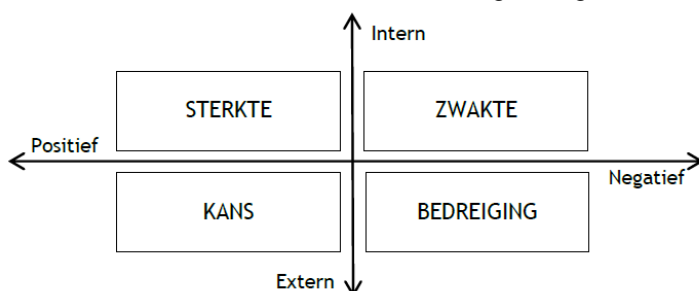 Intern
STERKTE
ZWAKTE
Positief
Negatief
KANS
BEDREIGING
Extern